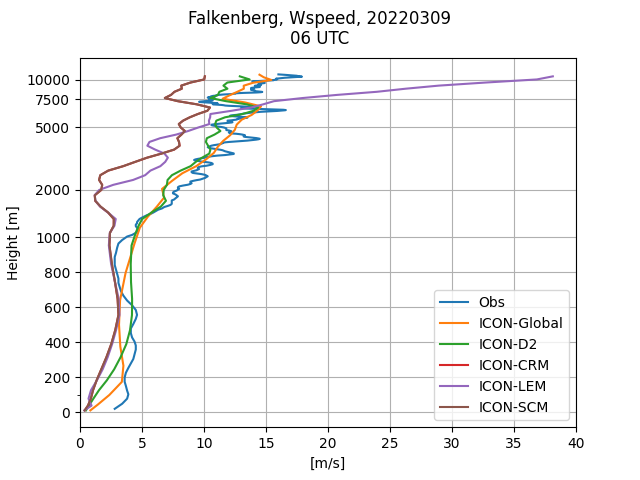 Falkenberg, Wspeed, 20220309
06 UTC
10000
7500
5000
2000
1000
800
600
400
200
0
Height [m]
0 5 10 15 20 25 30 35 40
[m/s]
Obs
ICON-Global
ICON-D2
ICON-CRM
ICON-LEM
ICON-SCM